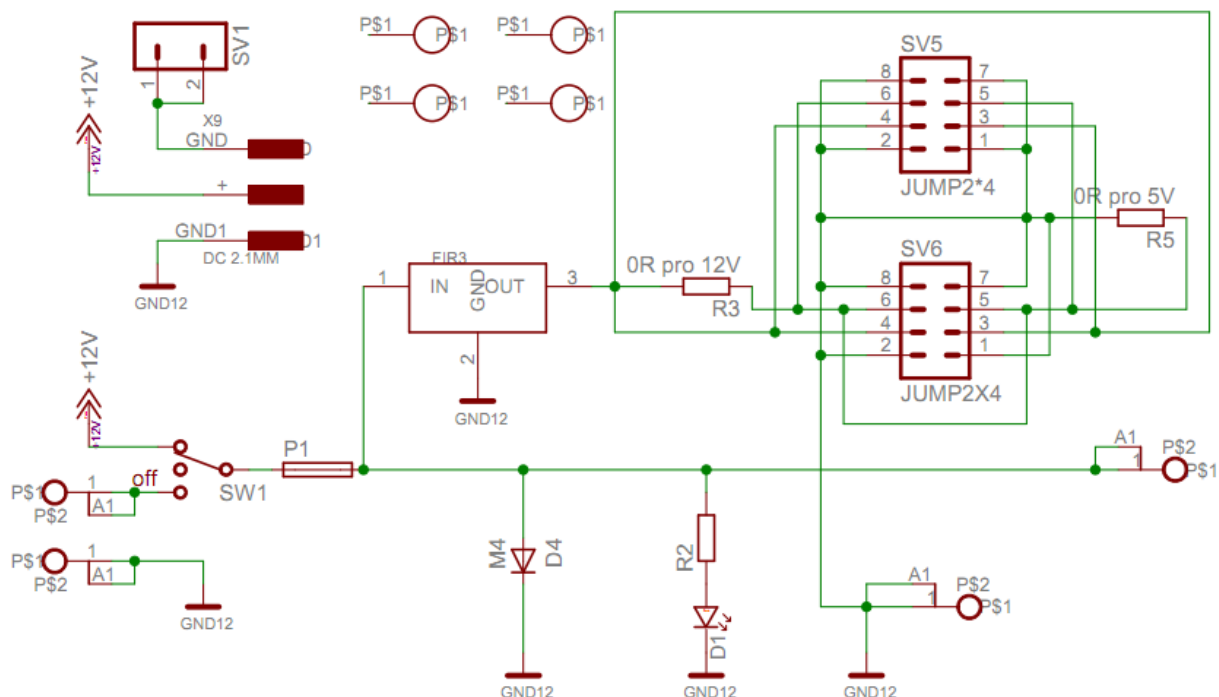 P$1 P$1 P$1 P$1
P$1 P$1 P$1 P$1
SV1
1 2
+12V
+12V
X9
GND
+
GND1
D
D1
DC 2.1MM
GND12
SV5
8 7
6 5
4 3
2 1
JUMP2*4
0R pro 5V
R5
SV6
8 7
6 5
4 3
2 1
JUMP2X4
0R pro 12V
R3
1 IN GND OUT 3
2
GND12
+12V
+12V
off
SW1
P1
P$1 1
P$2 A1
P$1 1
P$2 A1
GND12
M4 D4
GND12
R2
D1
GND12
A1 P$2
1 P$1
A1 P$2
1 P$1
GND12